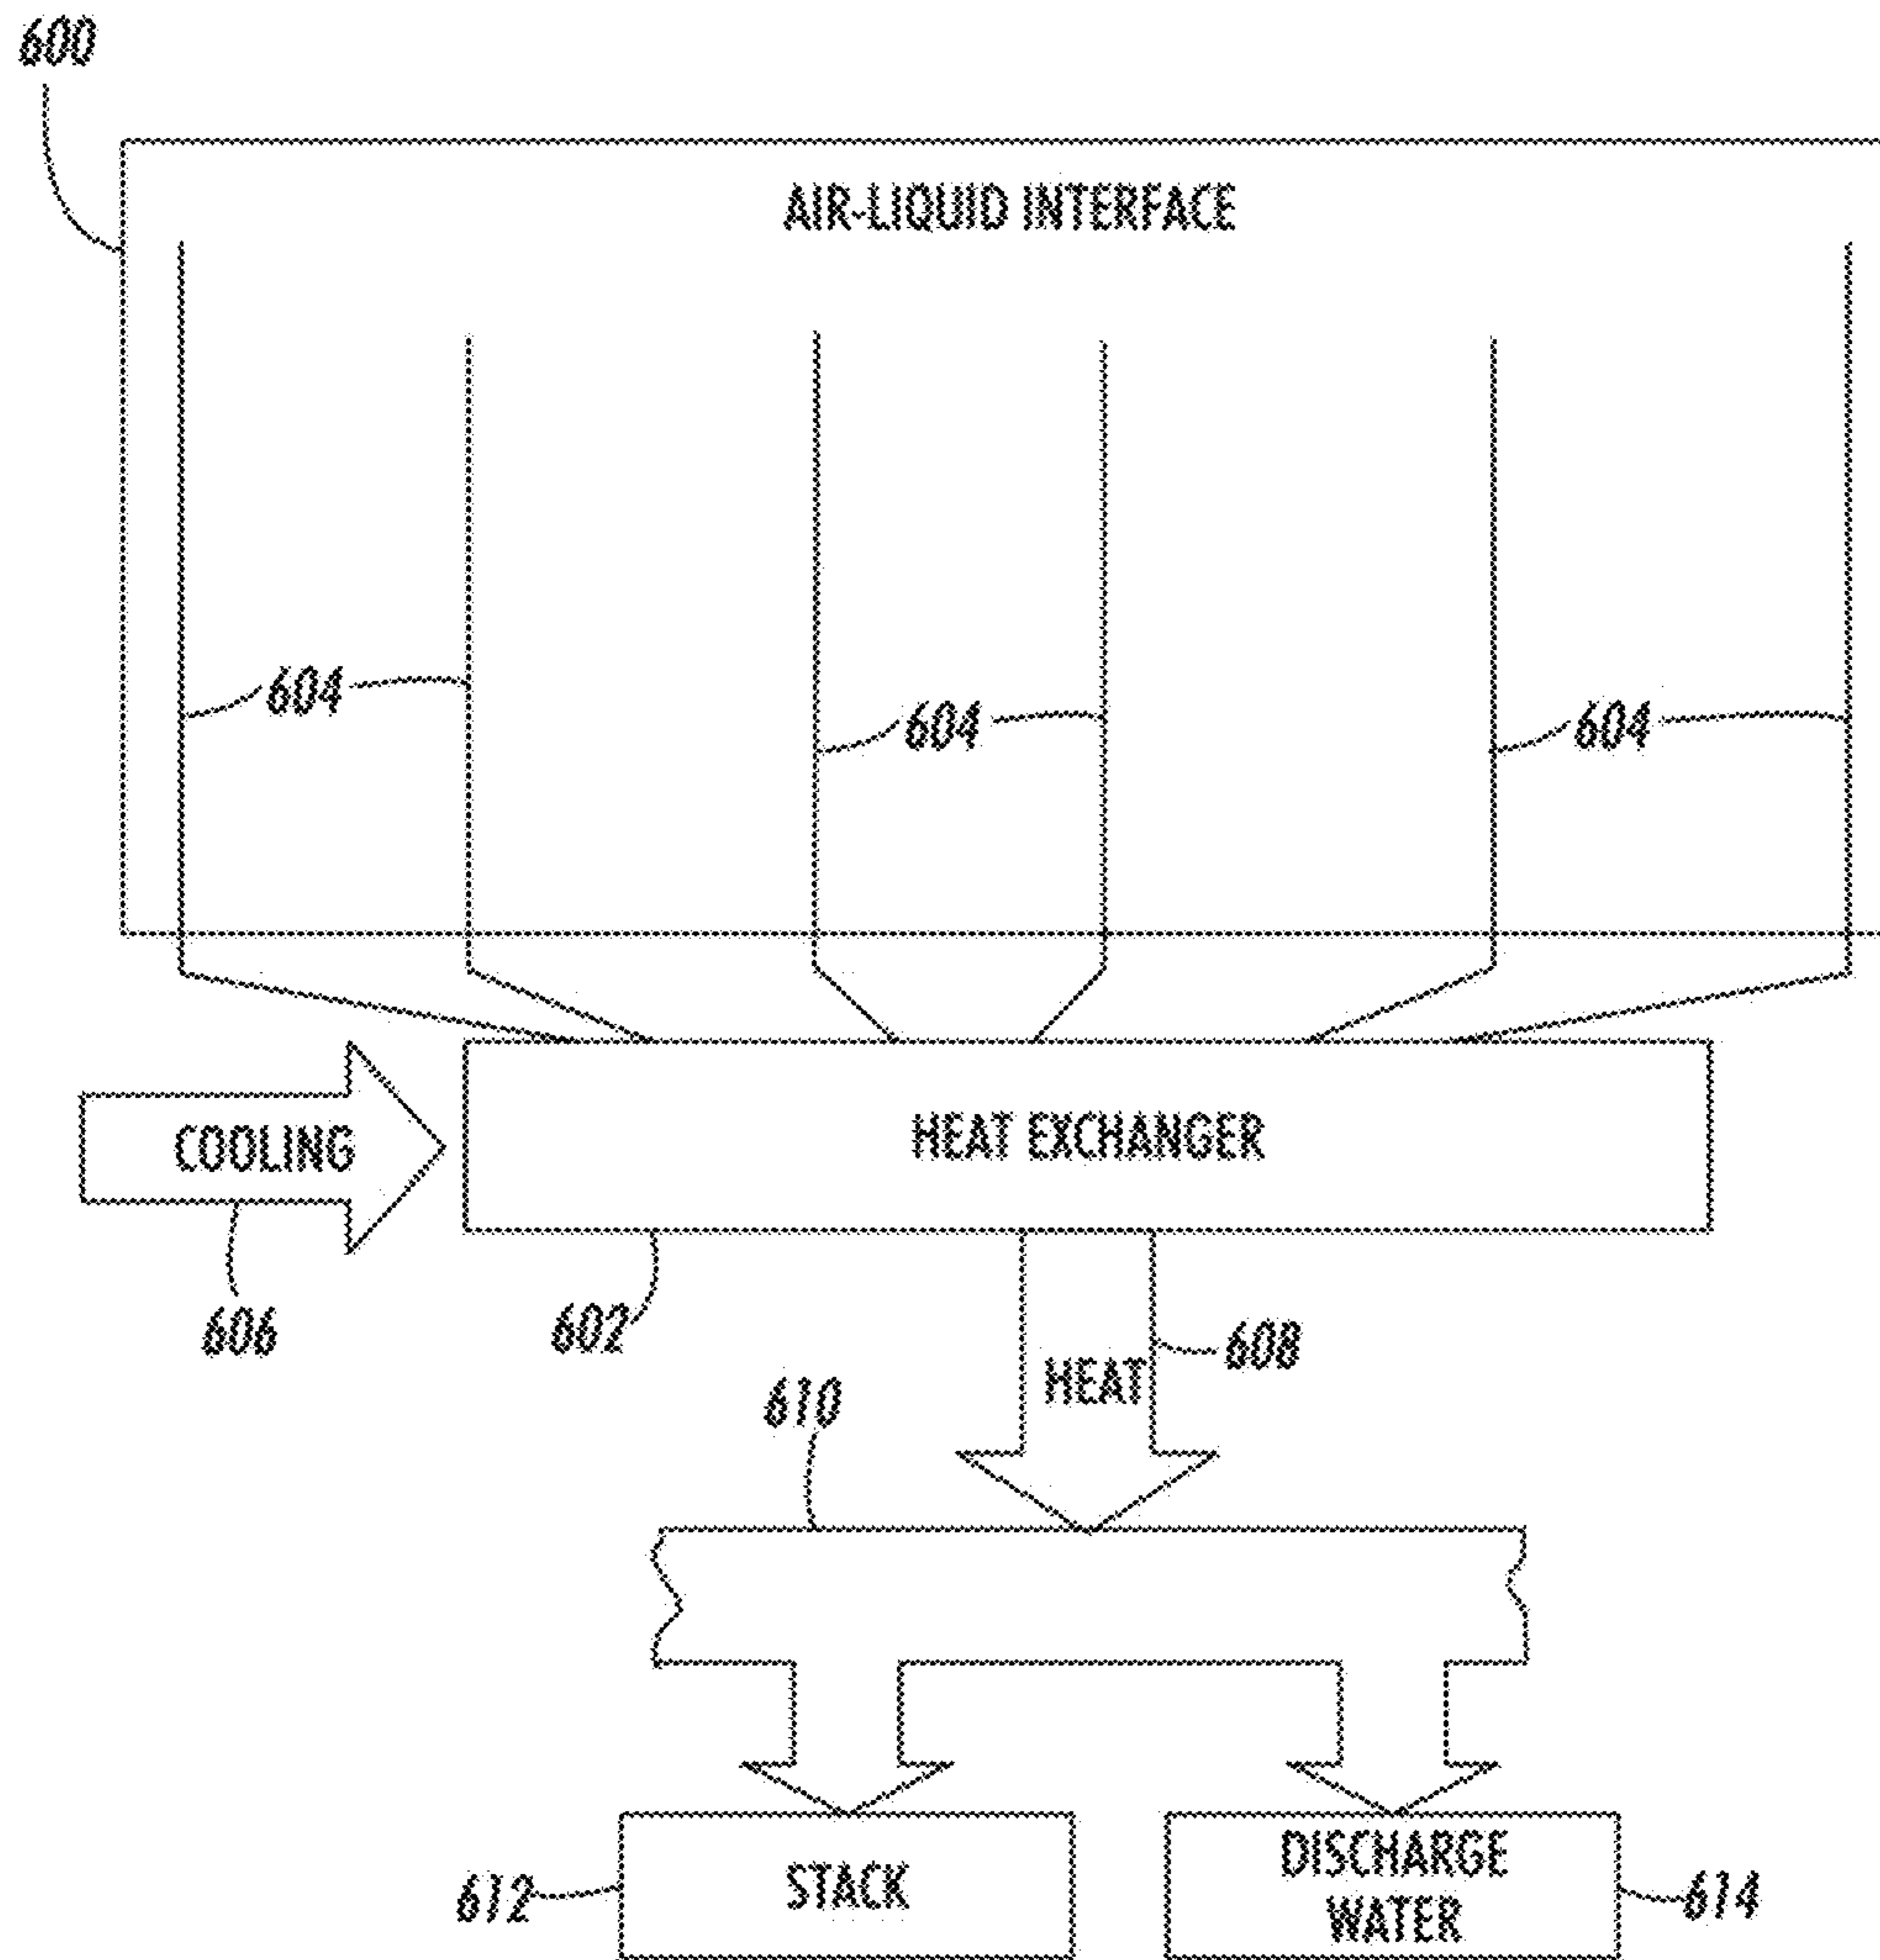 600
AIR-LIQUID INTERFACE
604
604
604
COOLING
HEAT EXCHANGER
606
602
608
HEAT
610
612
STACK
DISCHARGE
WATER
614